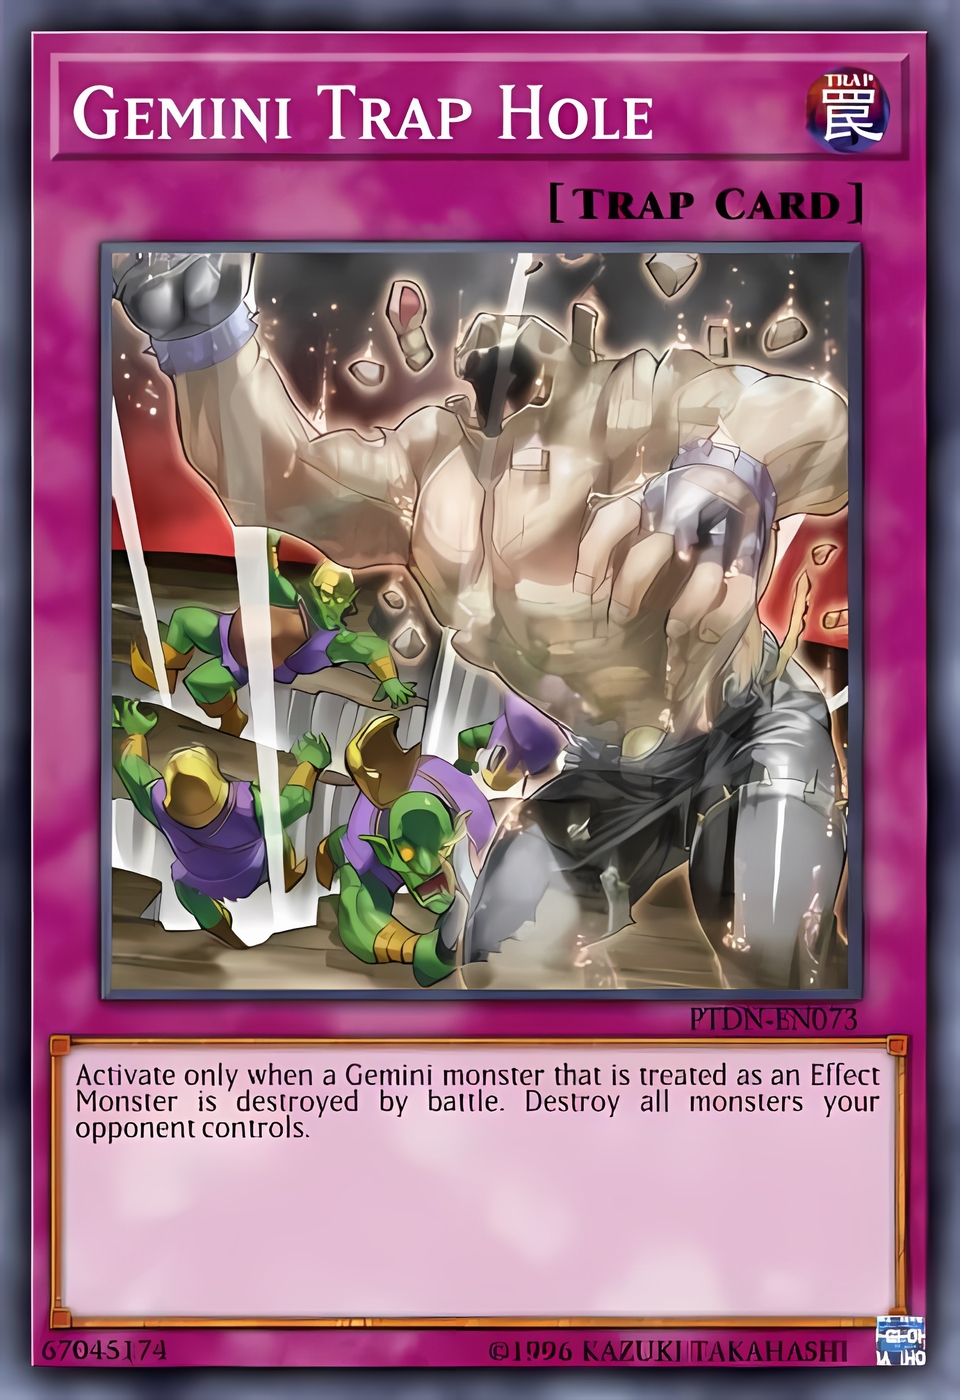 GEMINI TRAP HOLE
TRAP
罠
[TRAP CARD]
PTDN-EN073
Activate only when a Gemini monster that is treated as an Effect
Monster is destroyed by battle. Destroy all monsters your
opponent controls.
67045174
©1996 KAZUKI TAKAHASHI